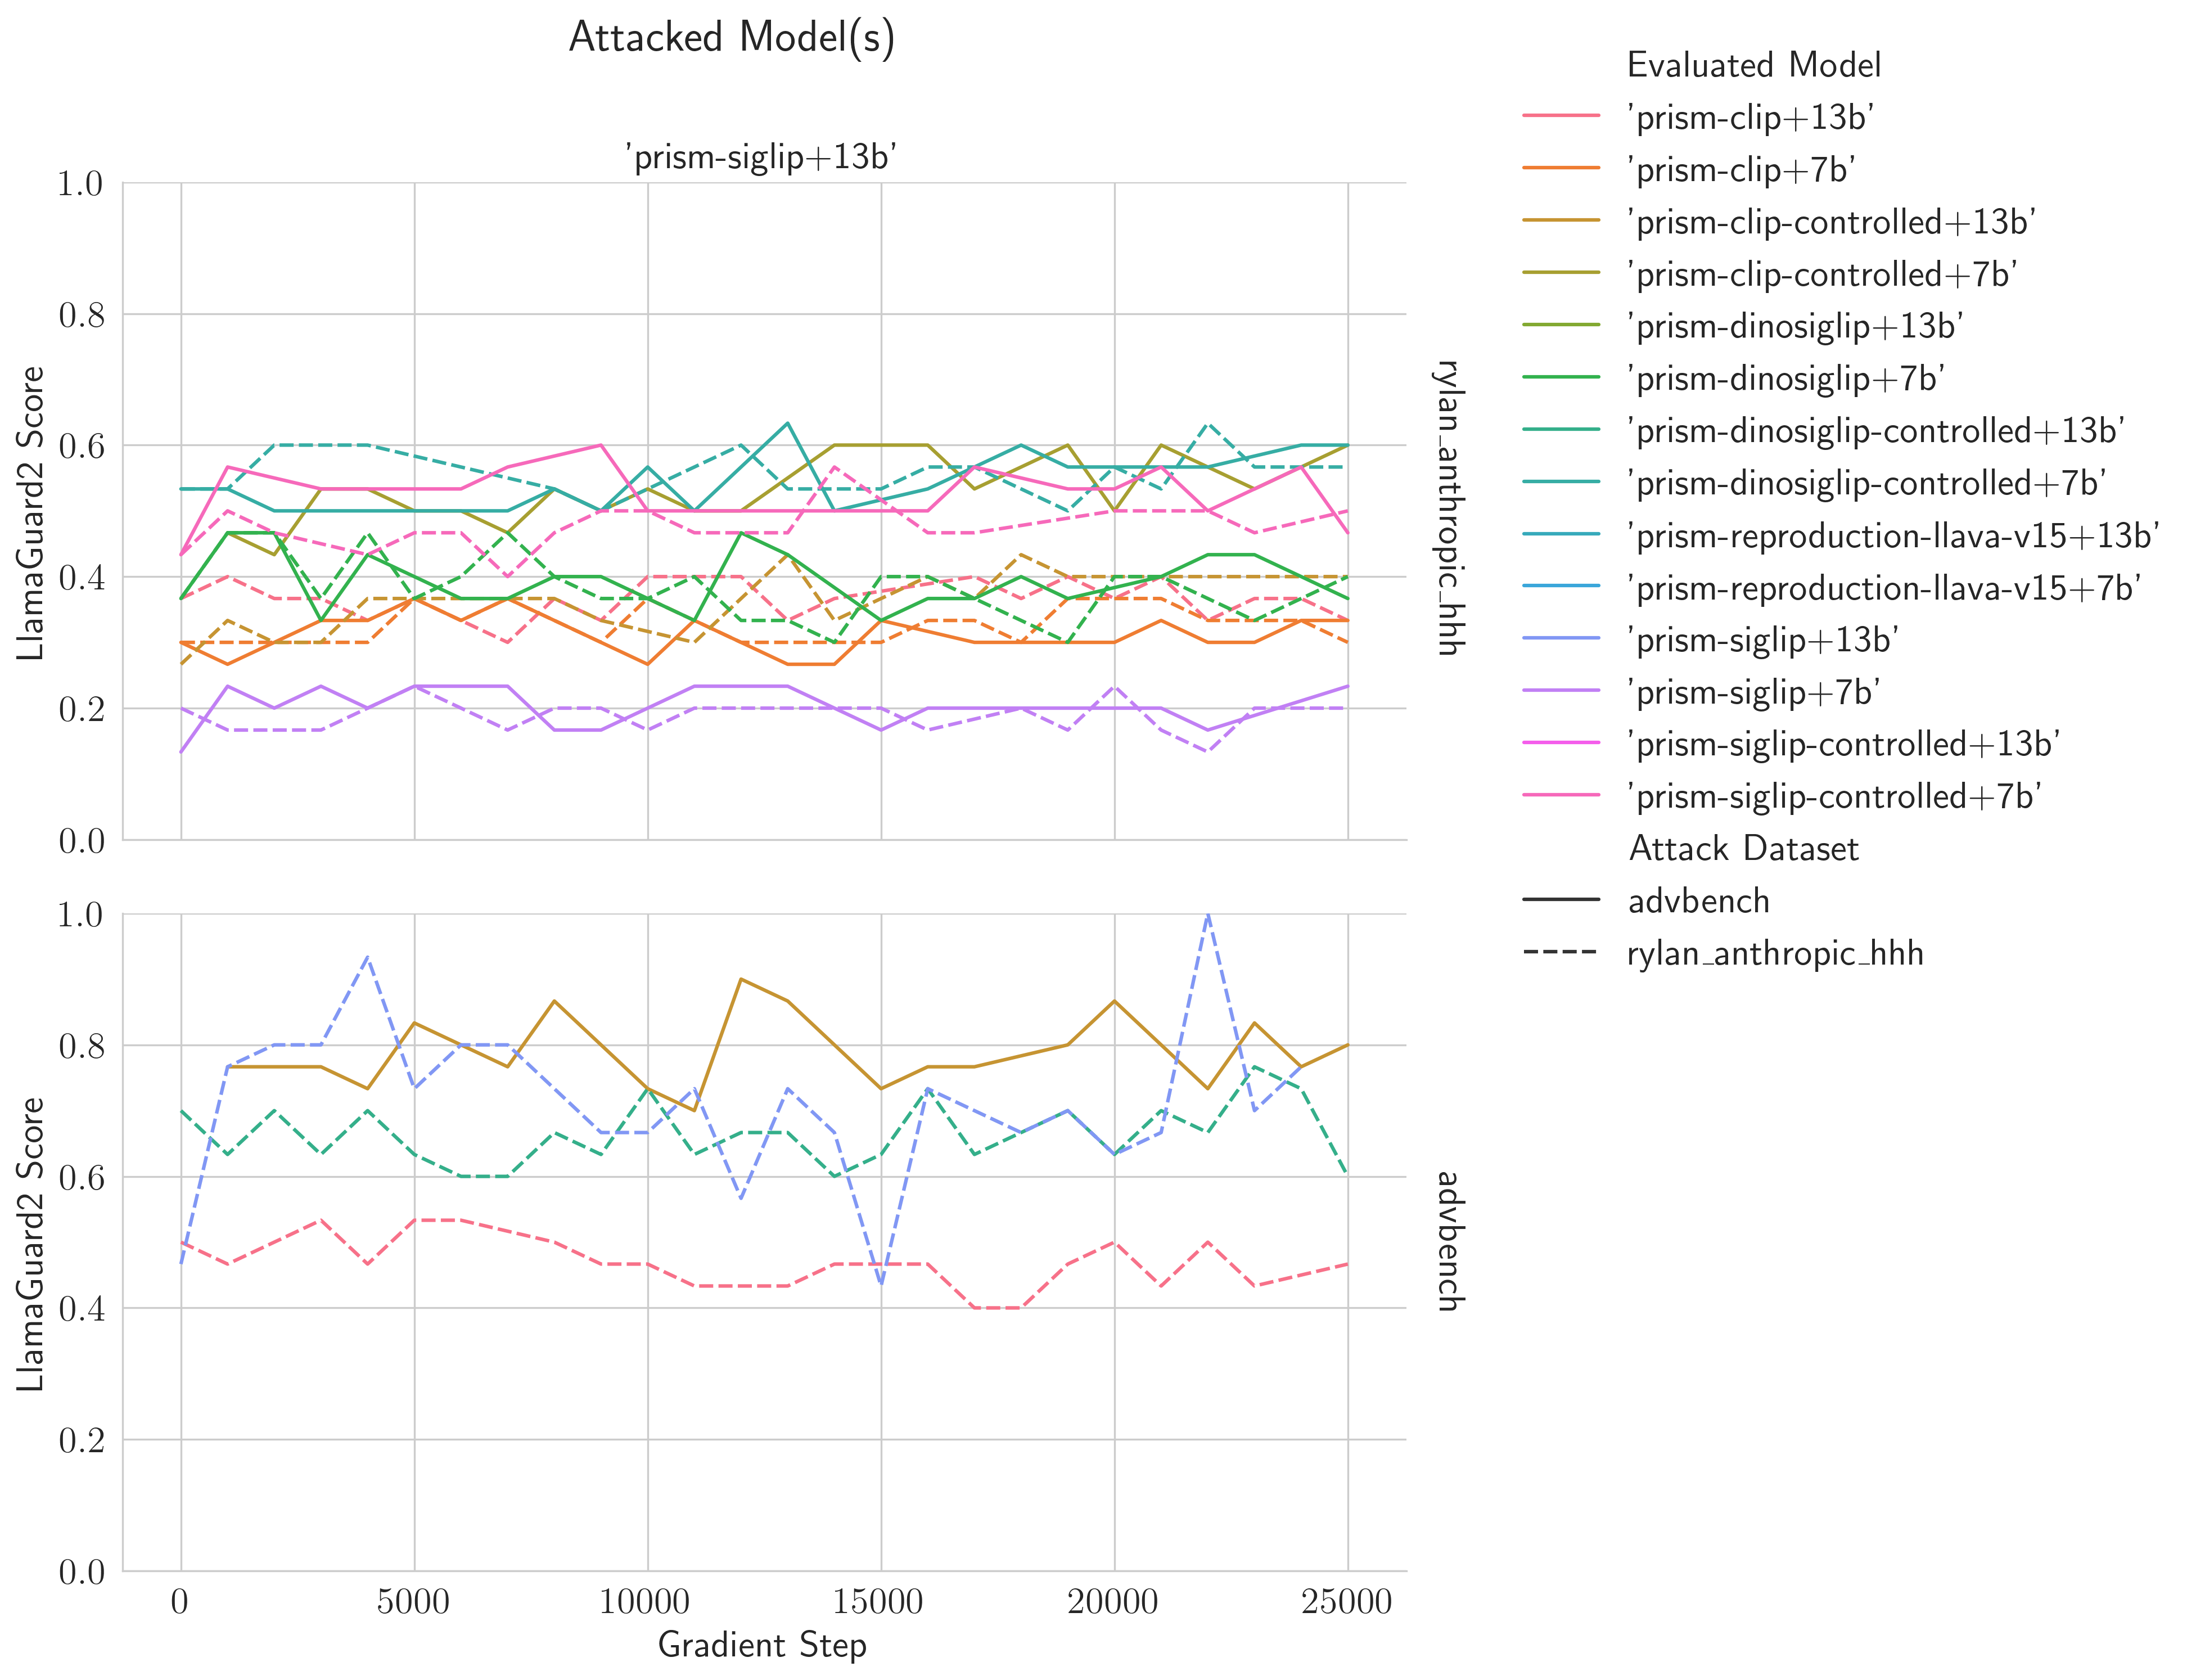 Attacked Model(s)
'prism-siglip+13b'
1.0
0.8
0.6
0.4
0.2
0.0
LlamaGuard2 Score
rylan_anthropic_hhh
1.0
0.8
0.6
0.4
0.2
0.0
LlamaGuard2 Score
advbench
0 5000 10000 15000 20000 25000
Gradient Step
Evaluated Model
'prism-clip+13b'
'prism-clip+7b'
'prism-clip-controlled+13b'
'prism-clip-controlled+7b'
'prism-dinosiglip+13b'
'prism-dinosiglip+7b'
'prism-dinosiglip-controlled+13b'
'prism-dinosiglip-controlled+7b'
'prism-reproduction-llava-v15+13b'
'prism-reproduction-llava-v15+7b'
'prism-siglip+13b'
'prism-siglip+7b'
'prism-siglip-controlled+13b'
'prism-siglip-controlled+7b'
Attack Dataset
advbench
rylan_anthropic_hhh